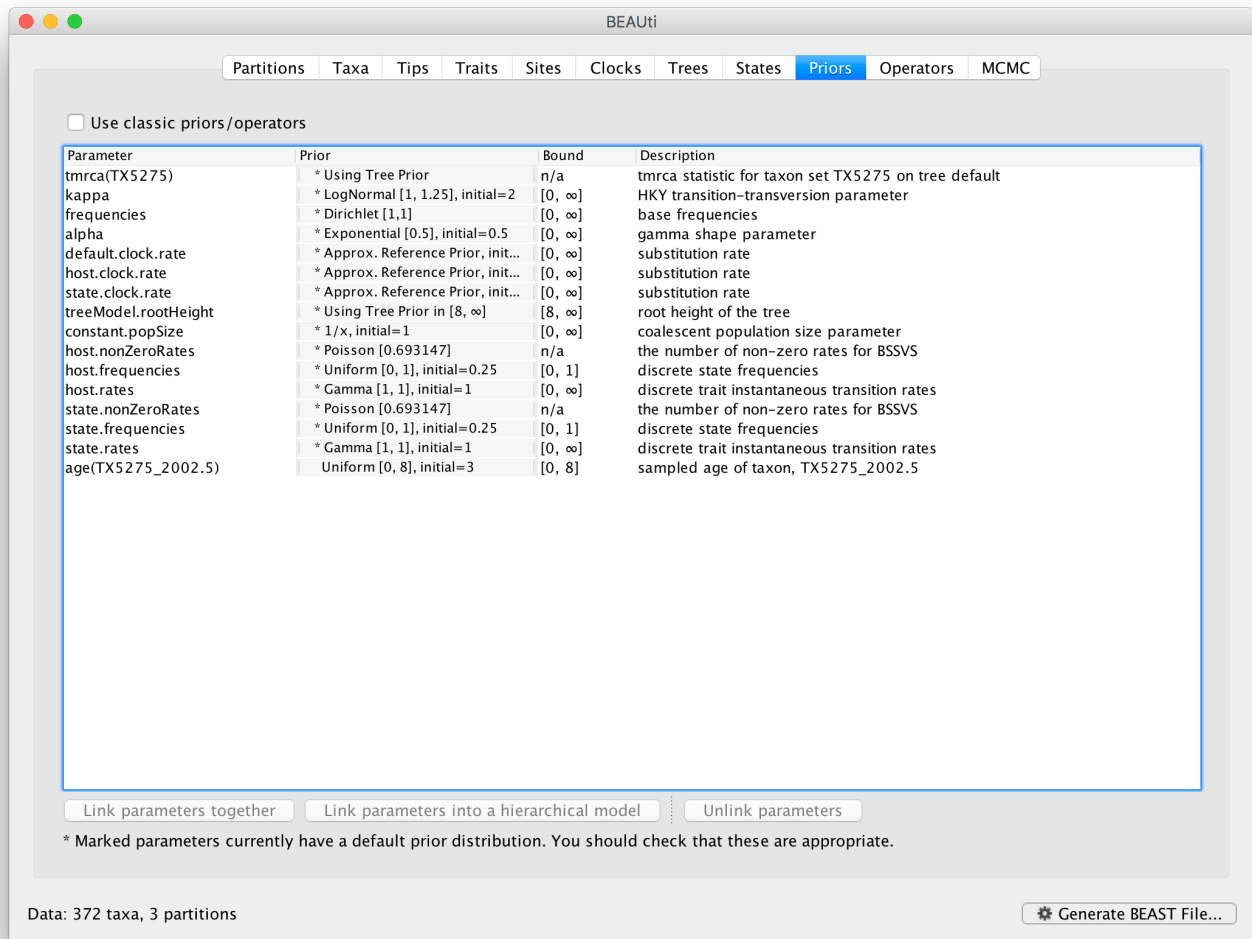 BEAUti
Partitions Taxa Tips Traits Sites Clocks Trees States Priors Operators MCMC
Use classic priors/operators
Parameter Prior Bound Description
tmrca(TX5275) * Using Tree Prior n/a tmrca statistic for taxon set TX5275 on tree default
kappa * LogNormal [1, 1.25], initial=2 [0, ∞] HKY transition-transversion parameter
frequencies * Dirichlet [1,1] [0, ∞] base frequencies
alpha * Exponential [0.5], initial=0.5 [0, ∞] gamma shape parameter
default.clock.rate * Approx. Reference Prior, init... [0, ∞] substitution rate
host.clock.rate * Approx. Reference Prior, init... [0, ∞] substitution rate
state.clock.rate * Approx. Reference Prior, init... [0, ∞] substitution rate
treeModel.rootHeight * Using Tree Prior in [8, ∞] [8, ∞] root height of the tree
constant.popSize * 1/x, initial=1 [0, ∞] coalescent population size parameter
host.nonZeroRates * Poisson [0.693147] n/a the number of non-zero rates for BSSVS
host.frequencies * Uniform [0, 1], initial=0.25 [0, 1] discrete state frequencies
host.rates * Gamma [1, 1], initial=1 [0, ∞] discrete trait instantaneous transition rates
state.nonZeroRates * Poisson [0.693147] n/a the number of non-zero rates for BSSVS
state.frequencies * Uniform [0, 1], initial=0.25 [0, 1] discrete state frequencies
state.rates * Gamma [1, 1], initial=1 [0, ∞] discrete trait instantaneous transition rates
age(TX5275_2002.5) Uniform [0, 8], initial=3 [0, 8] sampled age of taxon, TX5275_2002.5
Link parameters together Link parameters into a hierarchical model Unlink parameters
* Marked parameters currently have a default prior distribution. You should check that these are appropriate.
Data: 372 taxa, 3 partitions Generate BEAST File...